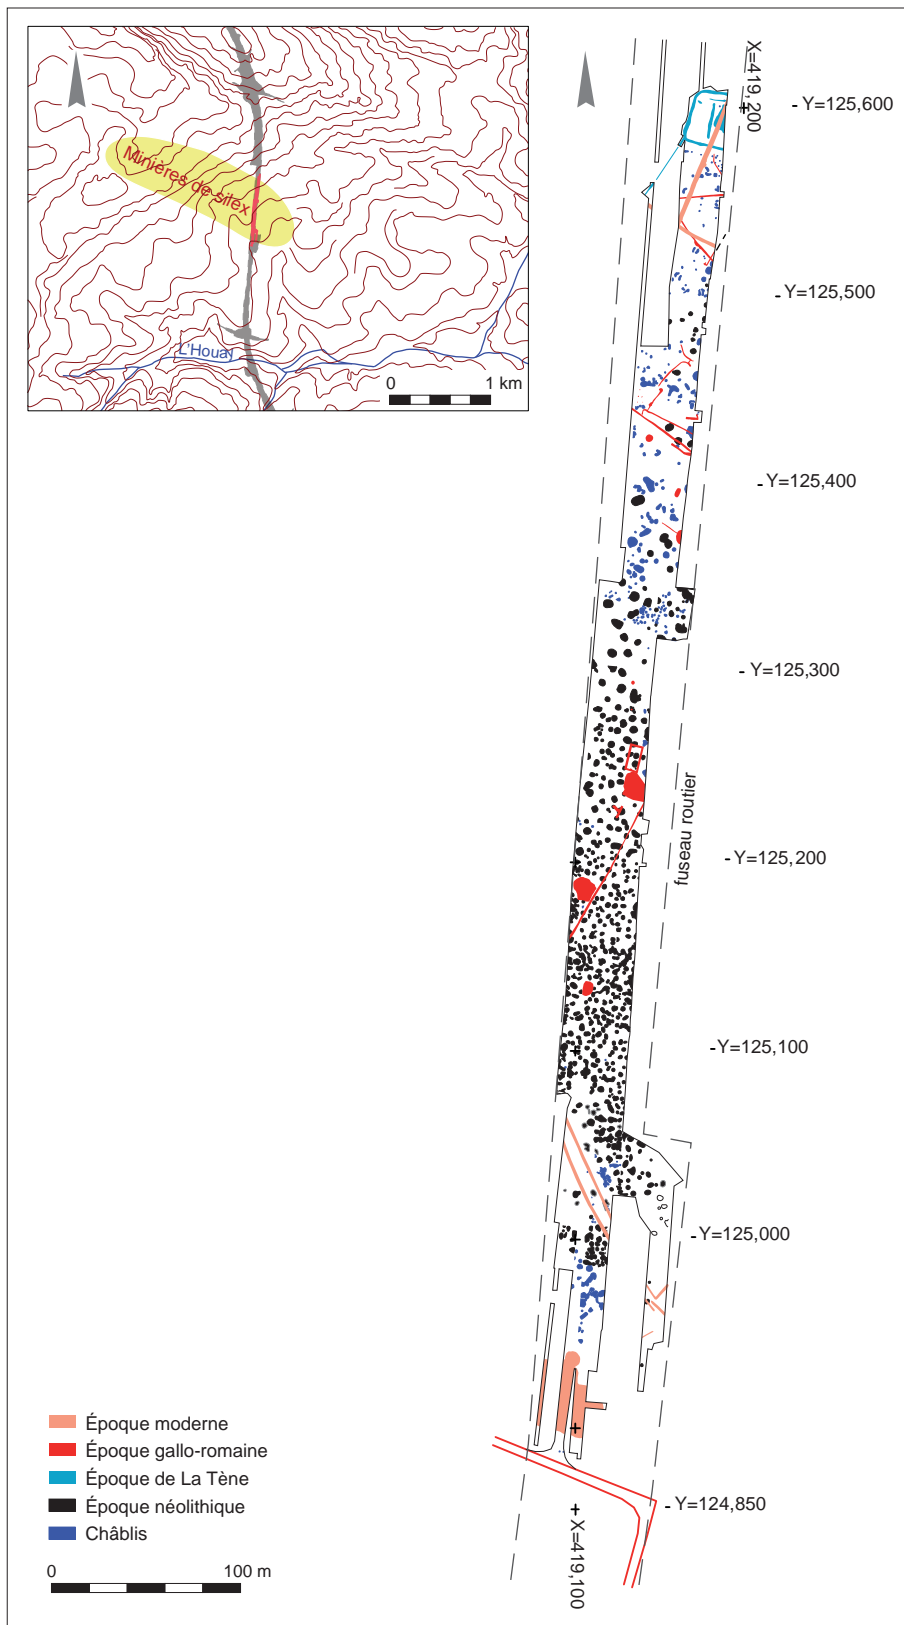 Minières de silex
L'Houay
0 1 km
X=419,200
Y=125,600
Y=125,500
Y=125,400
Y=125,300
fuseau routier
Y=125,200
Y=125,100
Y=125,000
Y=124,850
X=419,100
Époque moderne
Époque gallo-romaine
Époque de La Tène
Époque néolithique
Châblis
0 100 m